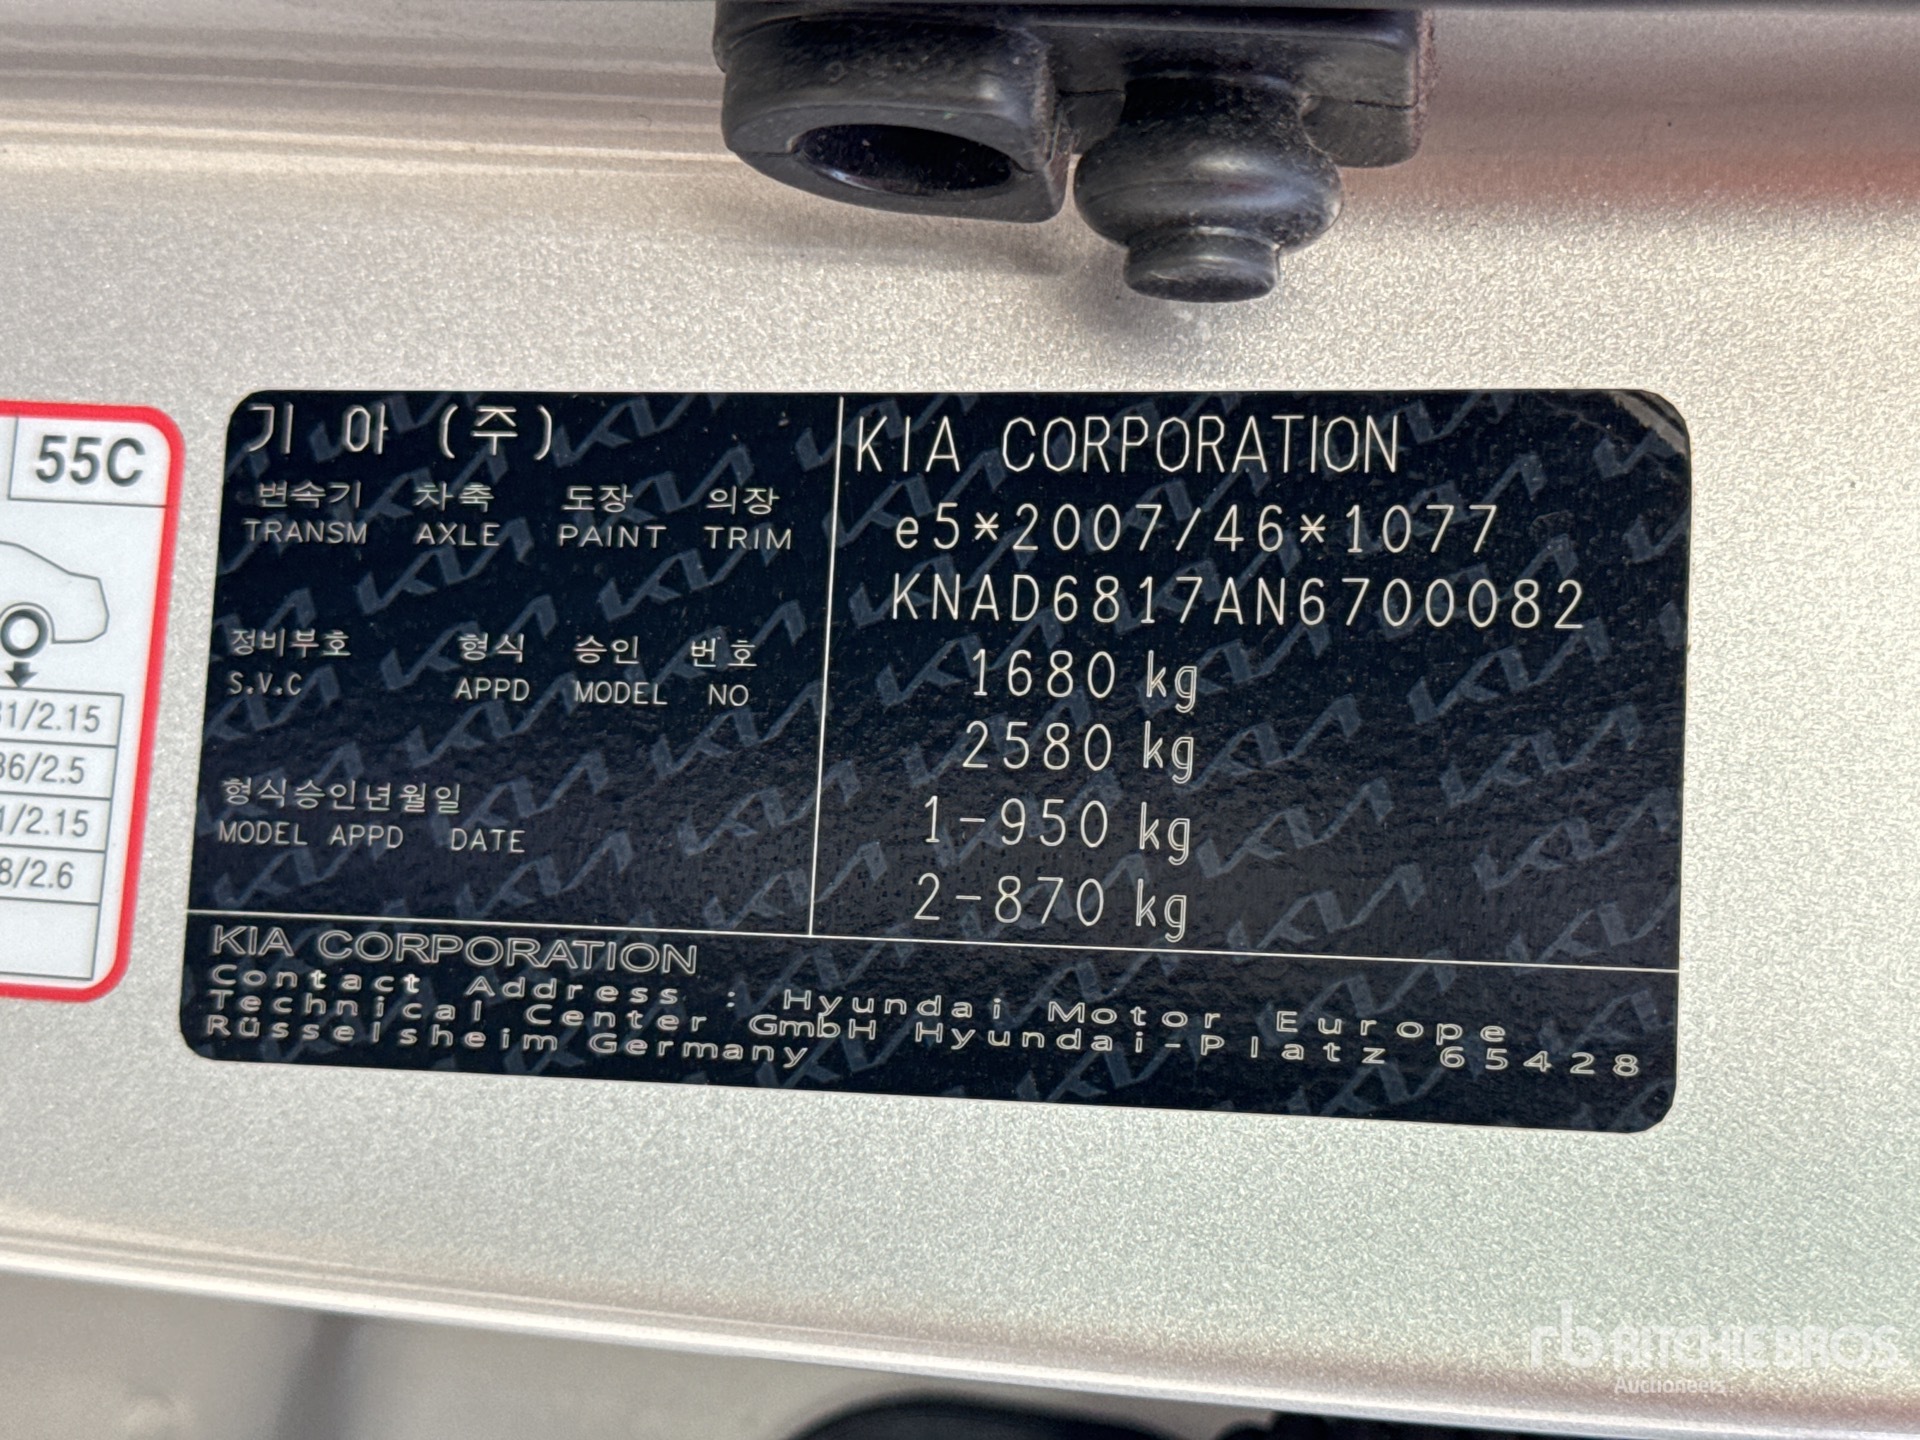 55C
31/2.15
36/2.5
1/2.15
8/2.6
기 아 (주)
변속기 차축 도장 의장
TRANSM AXLE PAINT TRIM
정비부호 형식 승인 번호
S.V.C APPD MODEL NO
형식승인년월일
MODEL APPD DATE
KIA CORPORATION
e5*2007/46*1077
KNAD6817AN6700082
1680 kg
2580 kg
1-950 kg
2-870 kg
KIA CORPORATION
Contact Address : Hyundai Motor Europe
Technical Center GmbH Hyundai-Platz 65428
Rüsselsheim Germany
rb RITCHIE BROS
Auctioneers